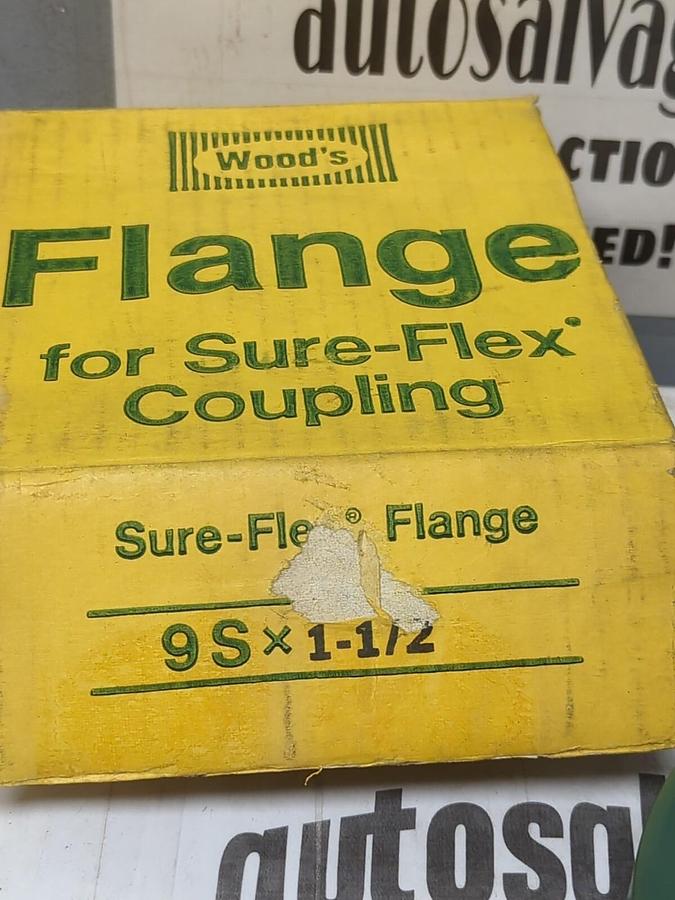 autosalvag
CTIO
ED!
Wood's
Flange
for Sure-Flex®
Coupling
Sure-Fle ® Flange
9S × 1-1/2
autosa